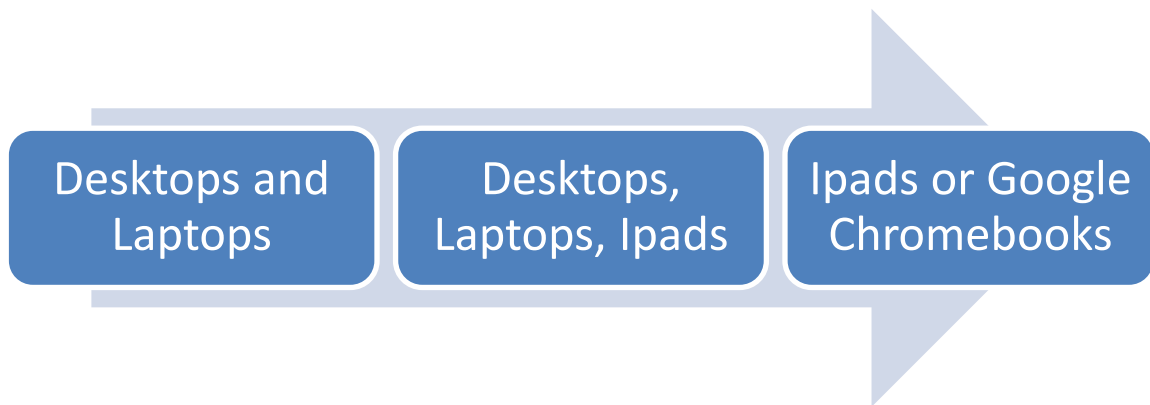 Desktops and
Laptops
Desktops,
Laptops, Ipads
Ipads or Google
Chromebooks